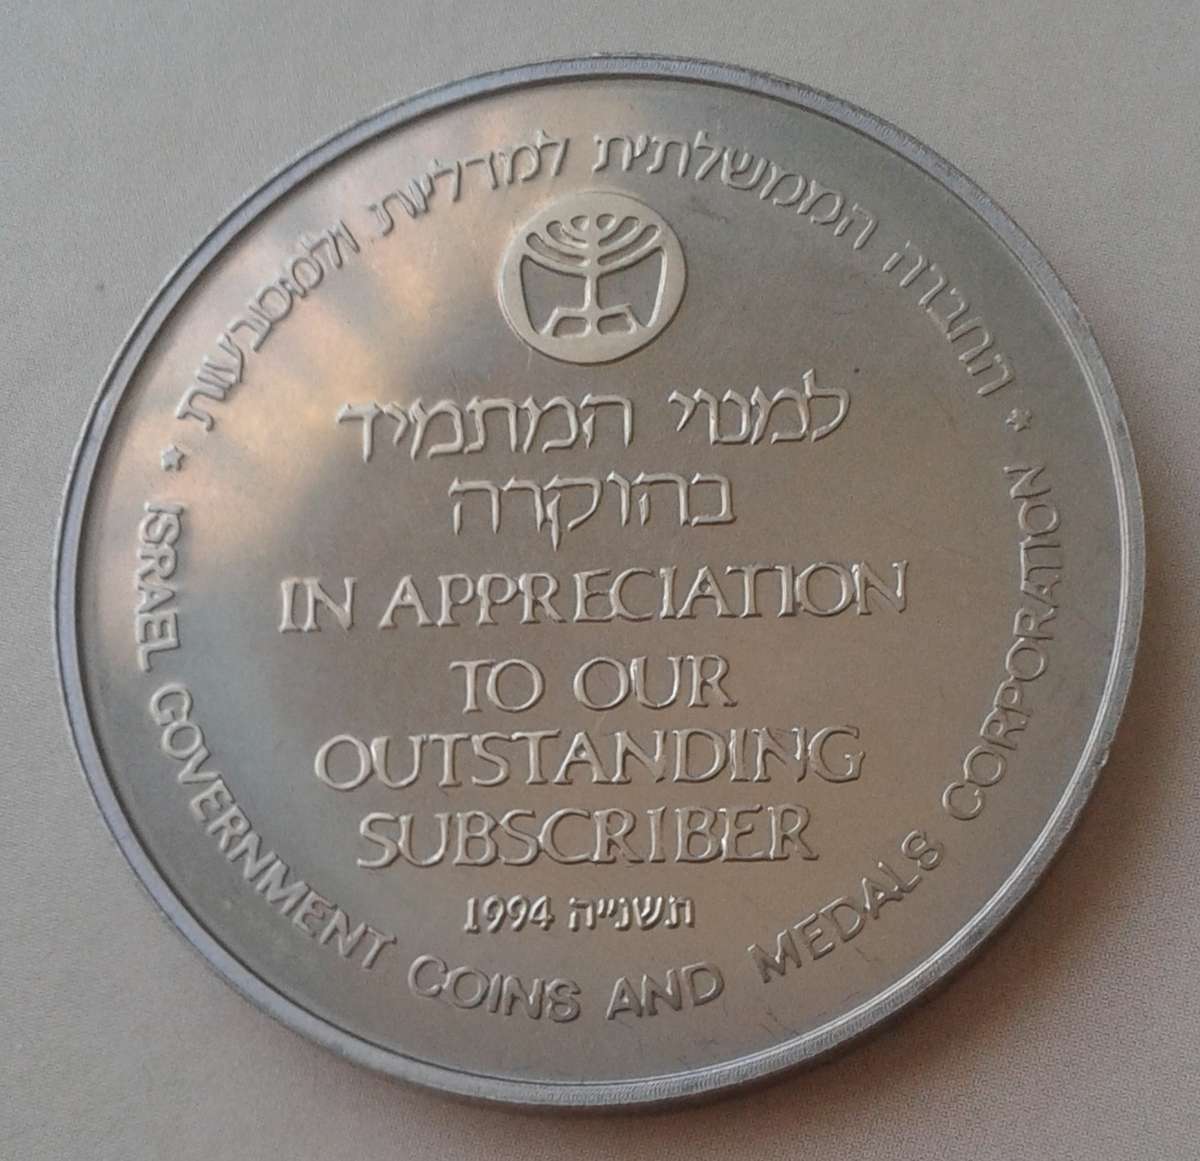 החברה הממשלתית למדליות ולמטבעות
למנוי המתמיד
בהוקרה
IN APPRECIATION
TO OUR
OUTSTANDING
SUBSCRIBER
1994 תשנ״ה
ISRAEL GOVERNMENT COINS AND MEDALS CORPORATION